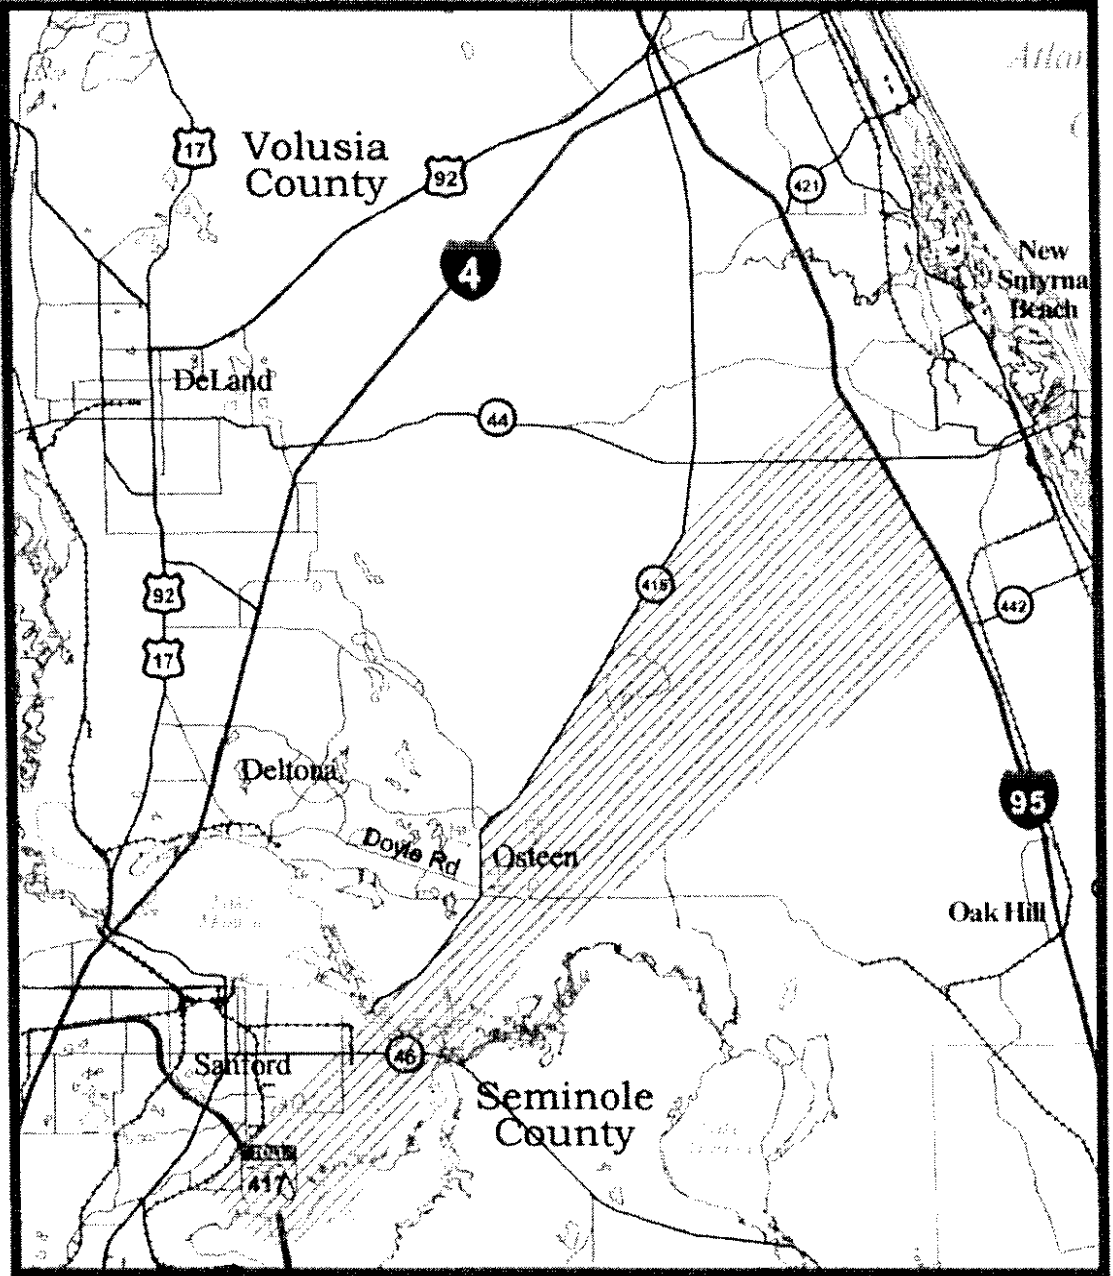 Atlan
17
Volusia
County
92
421
4
New
Smyrna
Beach
DeLand
44
92
415
442
17
Deltona
95
Doyle Rd
Osteen
Oak Hill
46
Sanford
Seminole
County
417